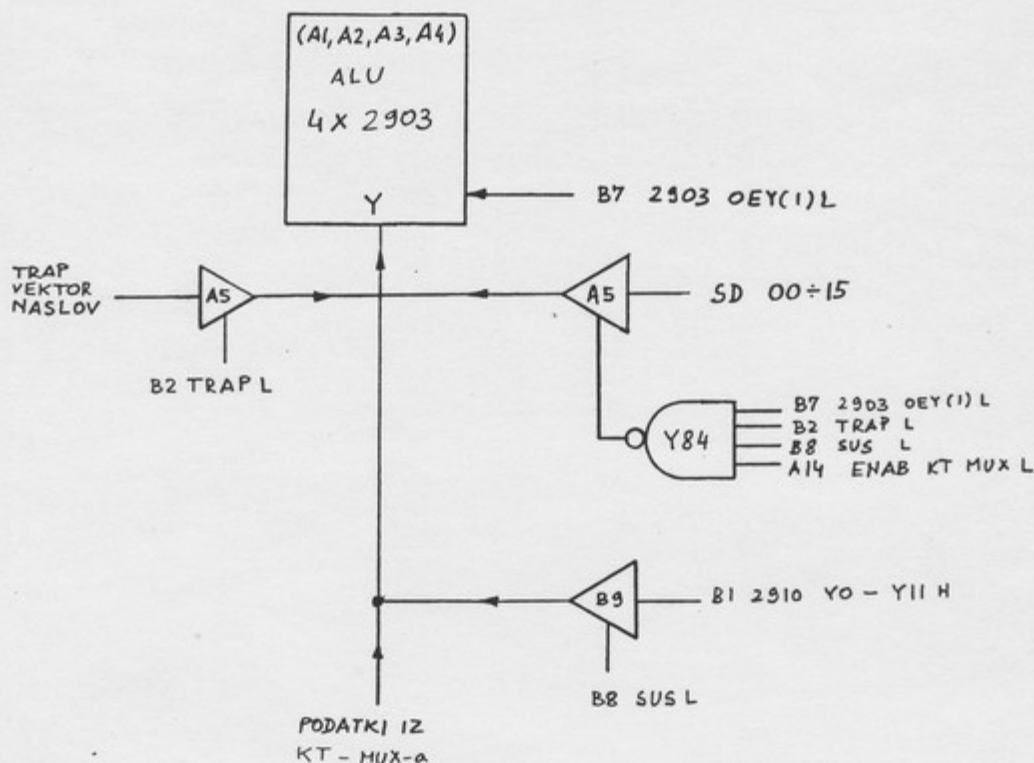 (A1, A2, A3, A4)
ALU
4 X 2903
Y
B7 2903 OEY(1)L
TRAP
VEKTOR
NASLOV
A5
B2 TRAP L
A5
SD 00÷15
Y84
B7 2903 OEY(1)L
B2 TRAP L
B8 SUS L
A14 ENAB KT MUX L
B9
B1 2910 Y0 - Y11 H
B8 SUS L
PODATKI IZ
KT - MUX-a